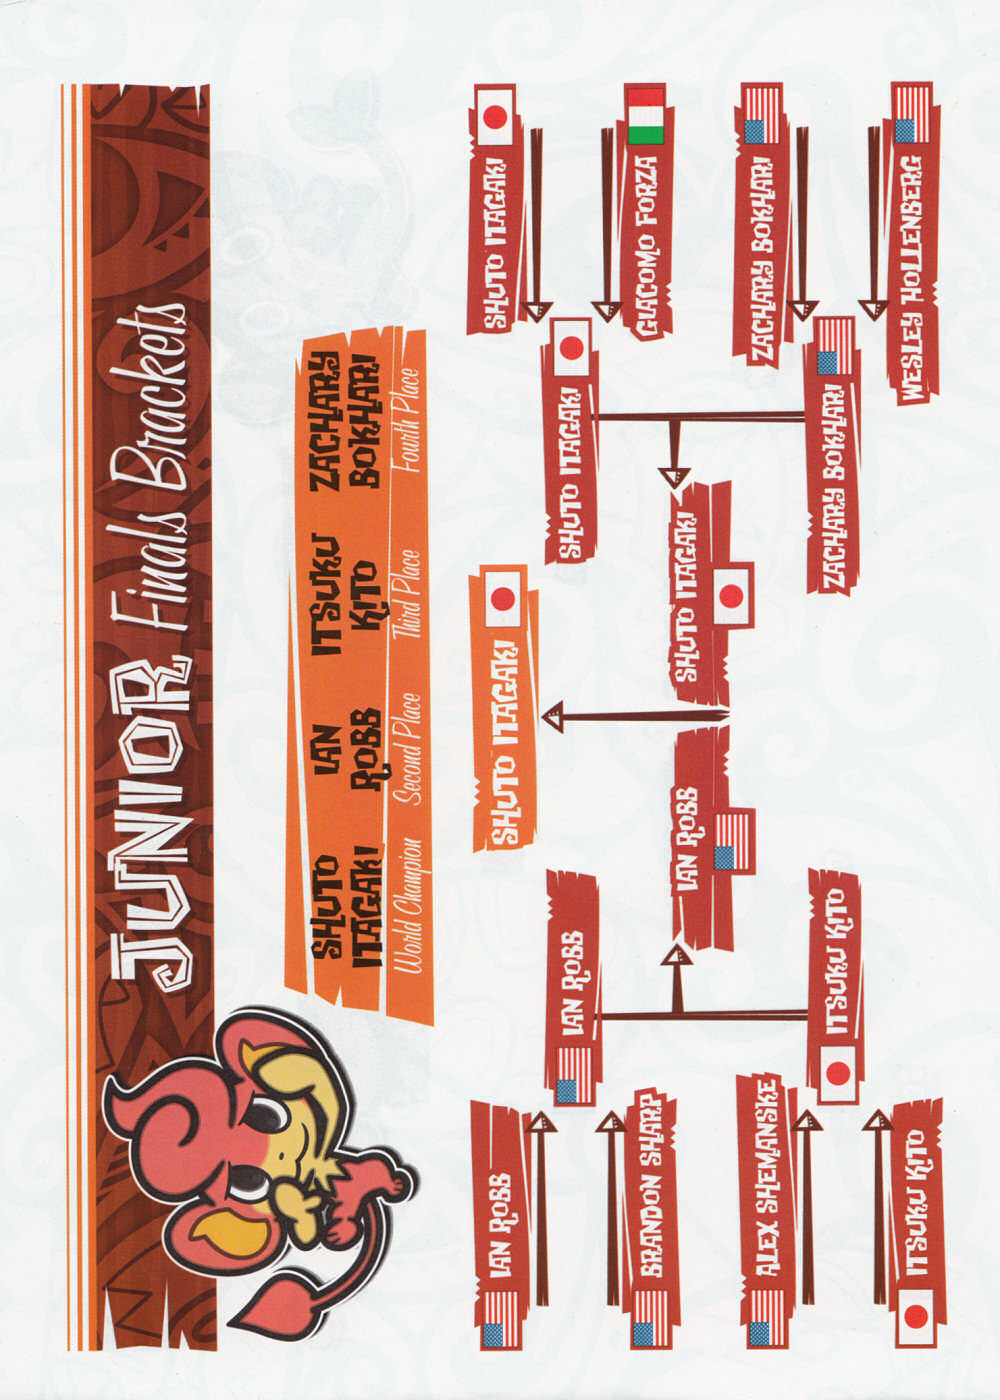 JUNIOR Finals Brackets
SHUTO ITAGAKI
World Champion
IAN ROBB
Second Place
ITSUKU KITO
Third Place
ZACHARY BOKHARI
Fourth Place
IAN ROBB
SHUTO ITAGAKI
SHUTO ITAGAKI
IAN ROBB
SHUTO ITAGAKI
BRANDON SHARP
GIACOMO FORZA
IAN ROBB
SHUTO ITAGAKI
ALEX SHEMANSKE
ZACHARY BOKHARI
ITSUKU KITO
ZACHARY BOKHARI
ITSUKU KITO
WESLEY HOLLENBERG